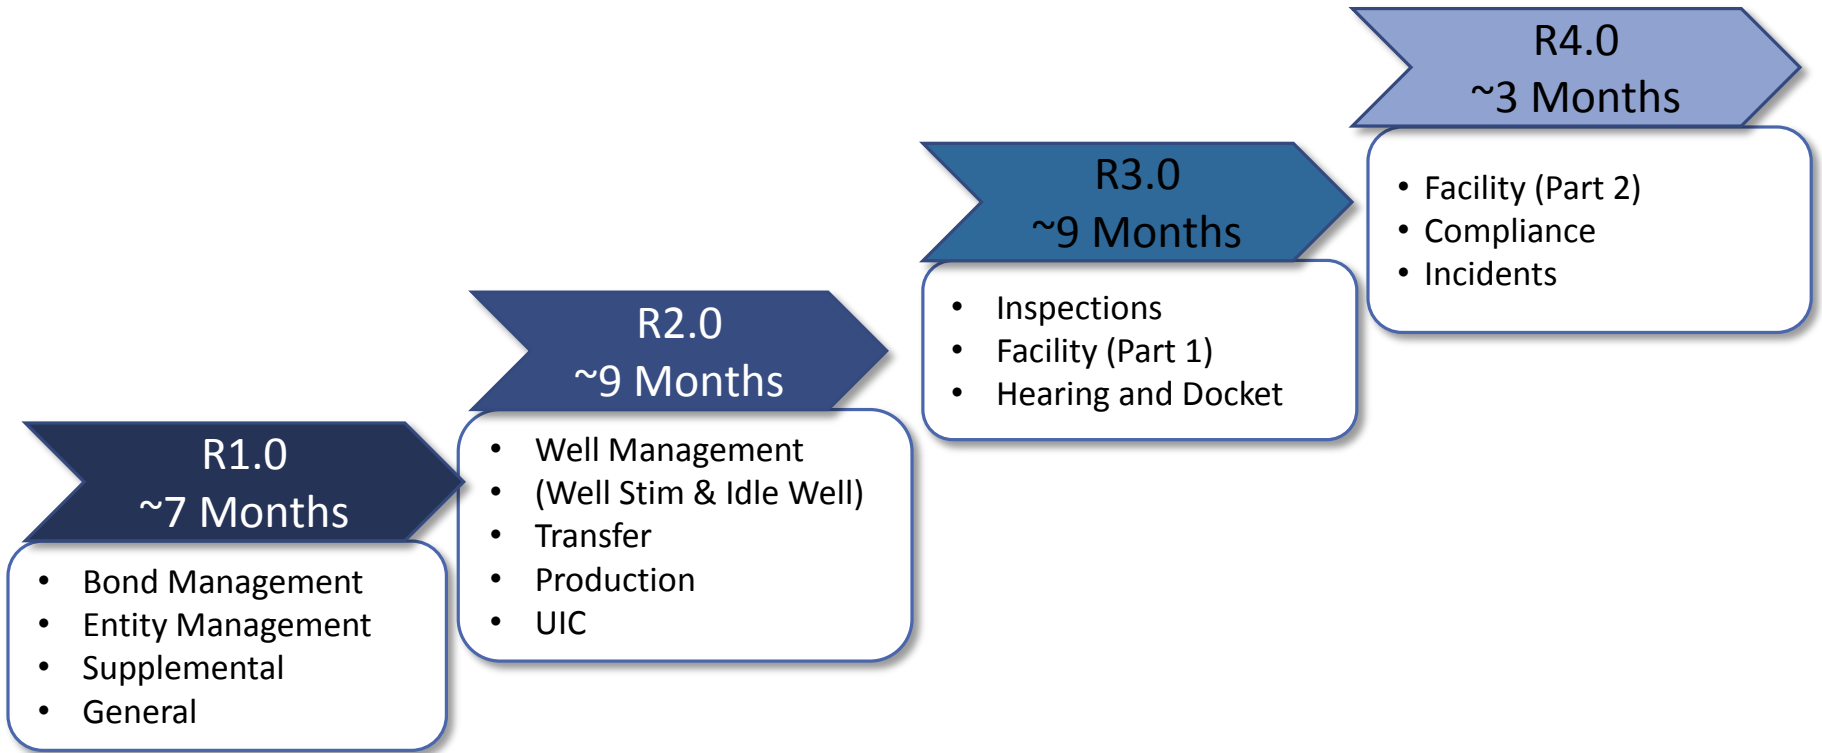 R1.0
~7 Months
• Bond Management
• Entity Management
• Supplemental
• General
R2.0
~9 Months
• Well Management
• (Well Stim & Idle Well)
• Transfer
• Production
• UIC
R3.0
~9 Months
• Inspections
• Facility (Part 1)
• Hearing and Docket
R4.0
~3 Months
• Facility (Part 2)
• Compliance
• Incidents